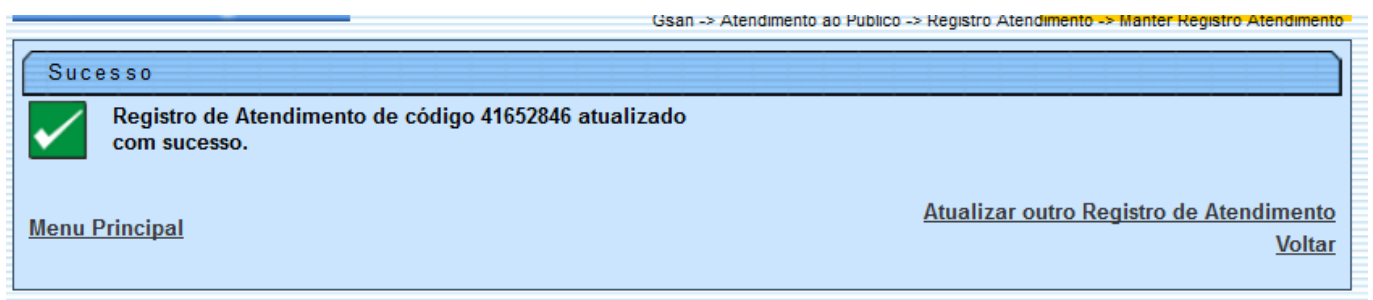 Gsan -> Atendimento ao Publico -> Registro Atendimento -> Manter Registro Atendimento
Sucesso
Registro de Atendimento de código 41652846 atualizado
com sucesso.
Atualizar outro Registro de Atendimento
Menu Principal
Voltar